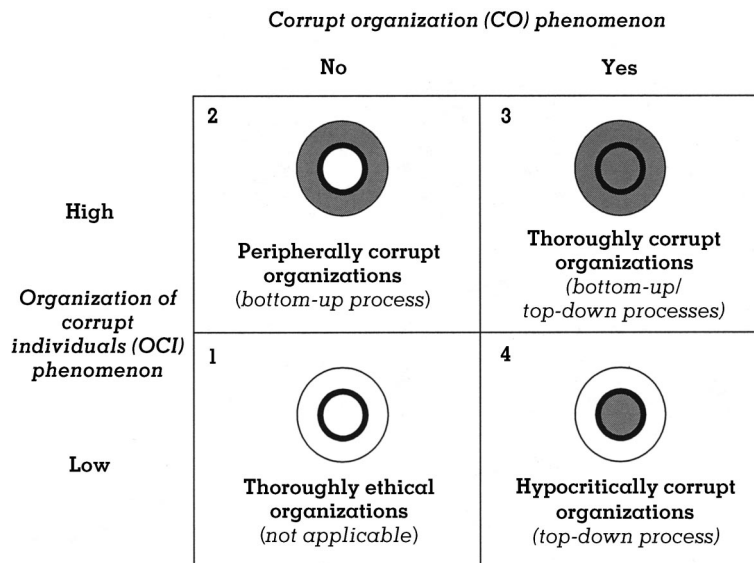 Corrupt organization (CO) phenomenon
No
Yes
2
3
High
Peripherally corrupt
organizations
(bottom-up process)
Thoroughly corrupt
organizations
(bottom-up/
top-down processes)
Organization of
corrupt
individuals (OCI)
phenomenon
1
4
Low
Thoroughly ethical
organizations
(not applicable)
Hypocritically corrupt
organizations
(top-down process)